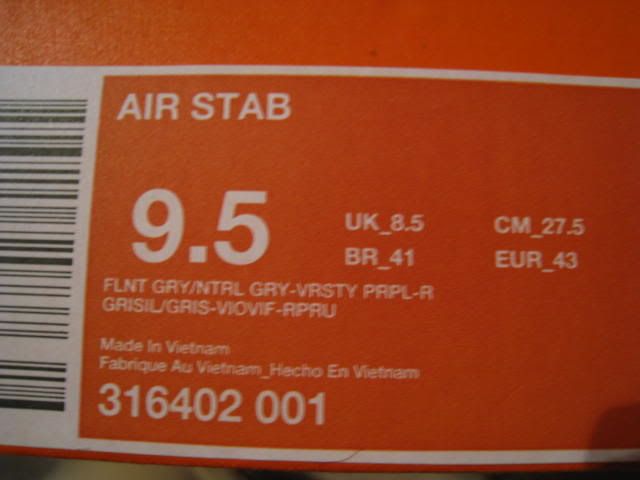 AIR STAB
9.5
UK_8.5 CM_27.5
BR_41 EUR_43
FLNT GRY/NTRL GRY-VRSTY PRPL-R
GRISIL/GRIS-VIOVIF-RPRU
Made In Vietnam
Fabrique Au Vietnam_Hecho En Vietnam
316402 001